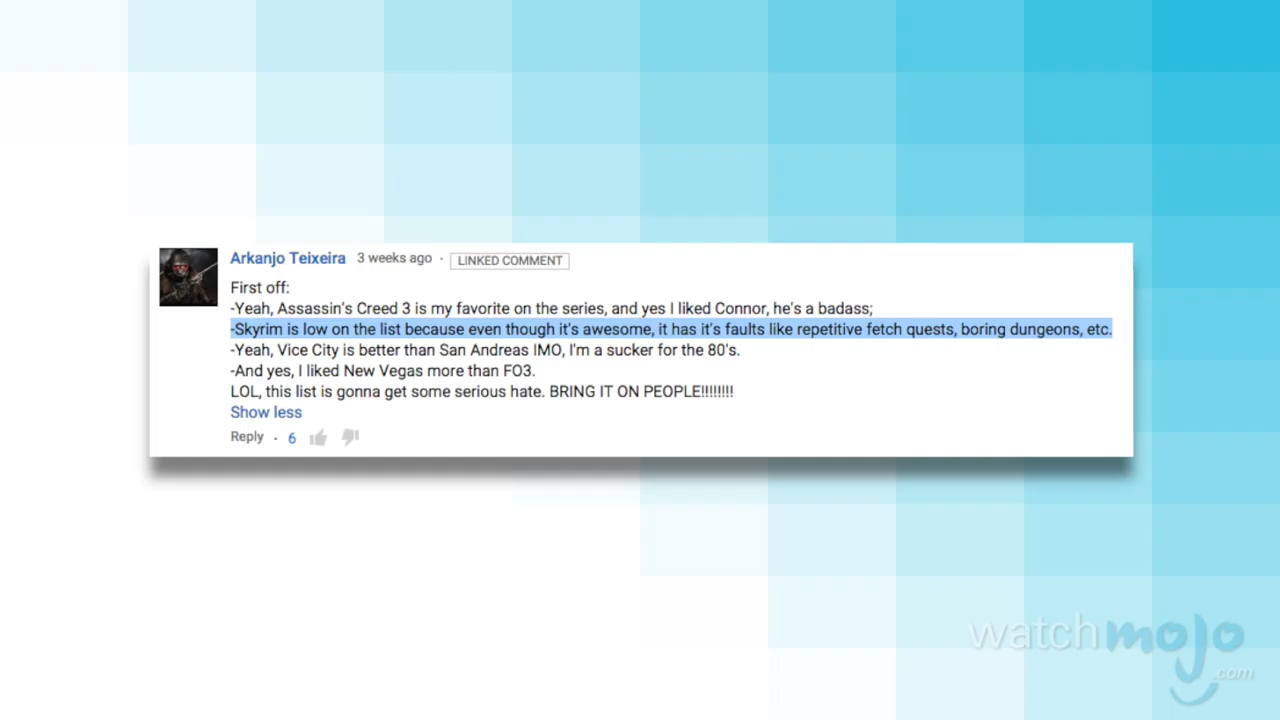 Arkanjo Teixeira 3 weeks ago · LINKED COMMENT
First off:
-Yeah, Assassin's Creed 3 is my favorite on the series, and yes I liked Connor, he's a badass;
-Skyrim is low on the list because even though it's awesome, it has it's faults like repetitive fetch quests, boring dungeons, etc.
-Yeah, Vice City is better than San Andreas IMO, I'm a sucker for the 80's.
-And yes, I liked New Vegas more than FO3.
LOL, this list is gonna get some serious hate. BRING IT ON PEOPLE!!!!!!!!
Show less
Reply · 6
watchmojo
.com